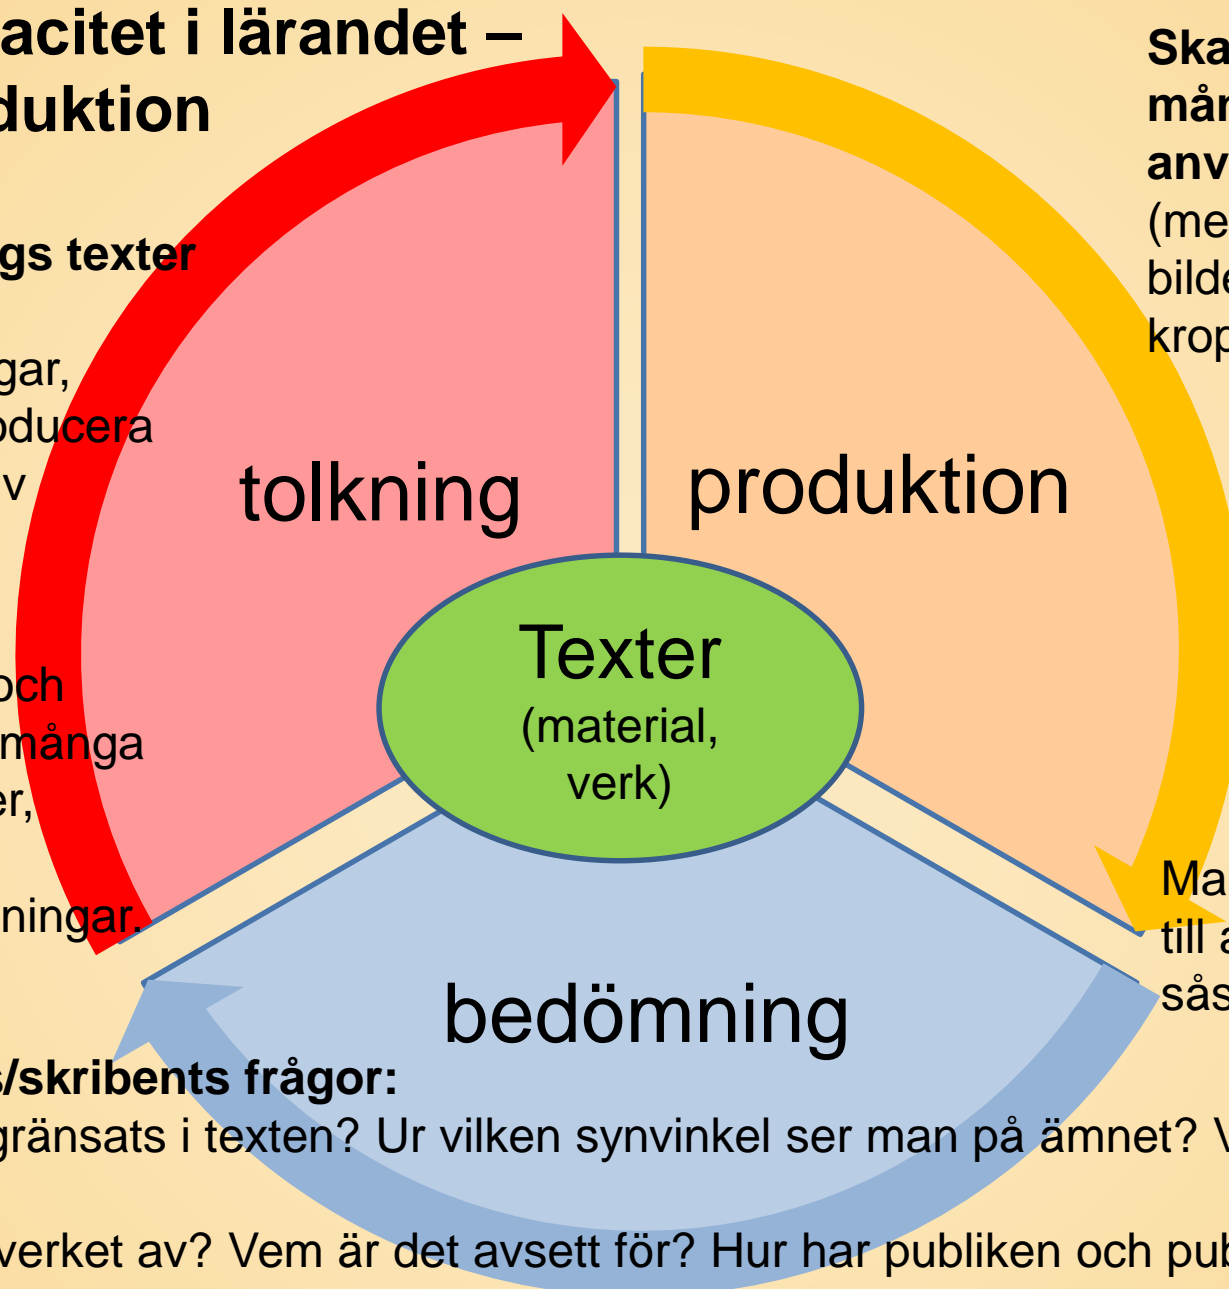 acitet i lärandet –
duktion
gs texter
gar,
oducera
v
och
många
er,
ningar.
tolkning
produktion
Texter
(material,
verk)
bedömning
Ska
mån
anv
(me
bilde
krop
Ma
till a
sås
s/skribents frågor:
gränsats i texten? Ur vilken synvinkel ser man på ämnet? V
verket av? Vem är det avsett för? Hur har publiken och pub